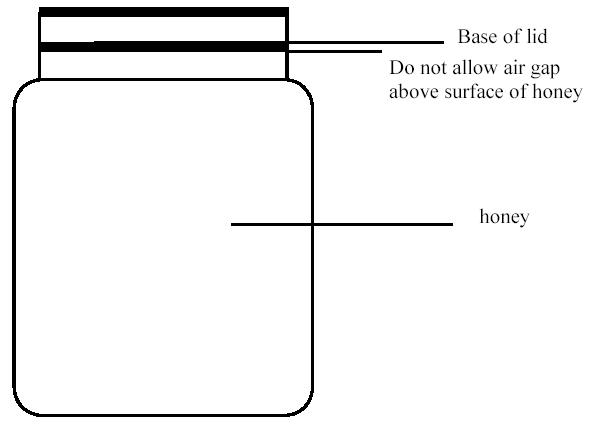 Base of lid
Do not allow air gap
above surface of honey
honey